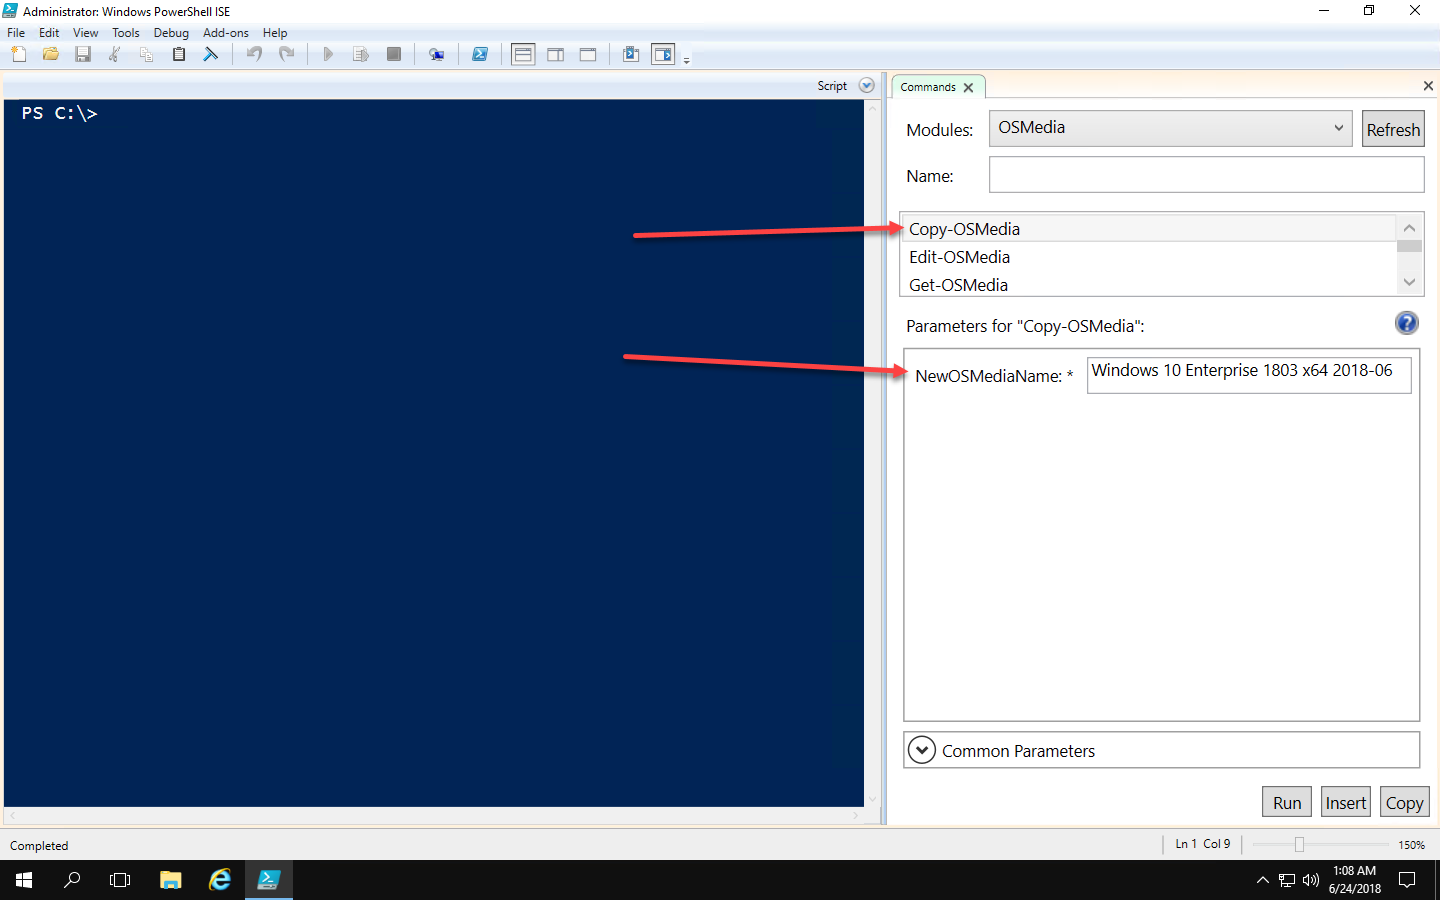 Administrator: Windows PowerShell ISE
File Edit View Tools Debug Add-ons Help
Script
PS C:\>
Commands
Modules: OSMedia Refresh
Name:
Copy-OSMedia
Edit-OSMedia
Get-OSMedia
Parameters for "Copy-OSMedia":
NewOSMediaName: * Windows 10 Enterprise 1803 x64 2018-06
Common Parameters
Run Insert Copy
Completed Ln 1 Col 9 150%
1:08 AM
6/24/2018